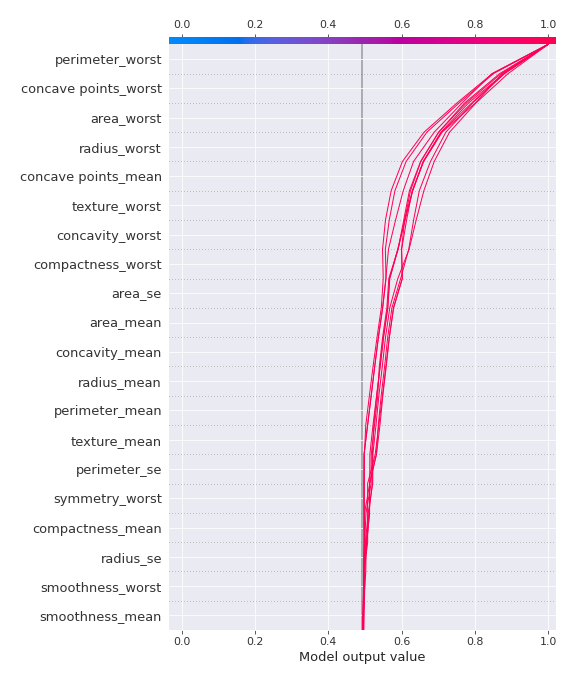 0.0 0.2 0.4 0.6 0.8 1.0
perimeter_worst
concave points_worst
area_worst
radius_worst
concave points_mean
texture_worst
concavity_worst
compactness_worst
area_se
area_mean
concavity_mean
radius_mean
perimeter_mean
texture_mean
perimeter_se
symmetry_worst
compactness_mean
radius_se
smoothness_worst
smoothness_mean
0.0 0.2 0.4 0.6 0.8 1.0
Model output value